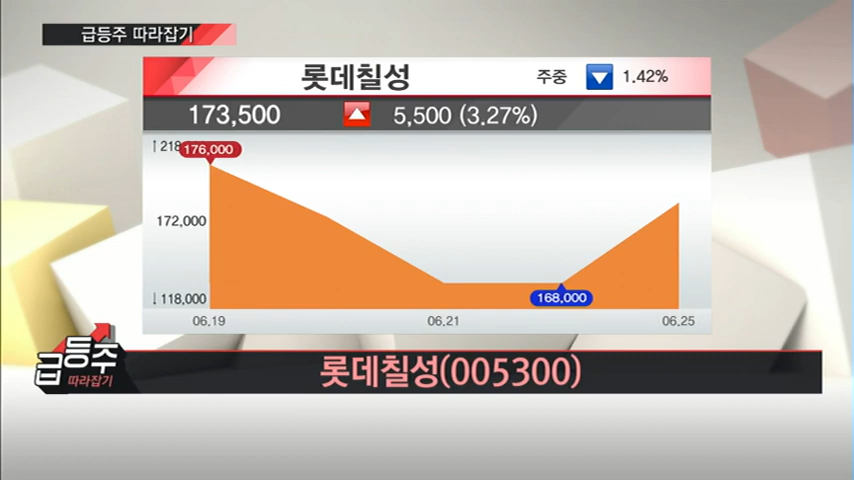 급등주 따라잡기
롯데칠성 주중 ▼ 1.42%
173,500 ▲ 5,500 (3.27%)
↑218
176,000
172,000
↓118,000
168,000
06.19 06.21 06.25
급등주
따라잡기
롯데칠성(005300)